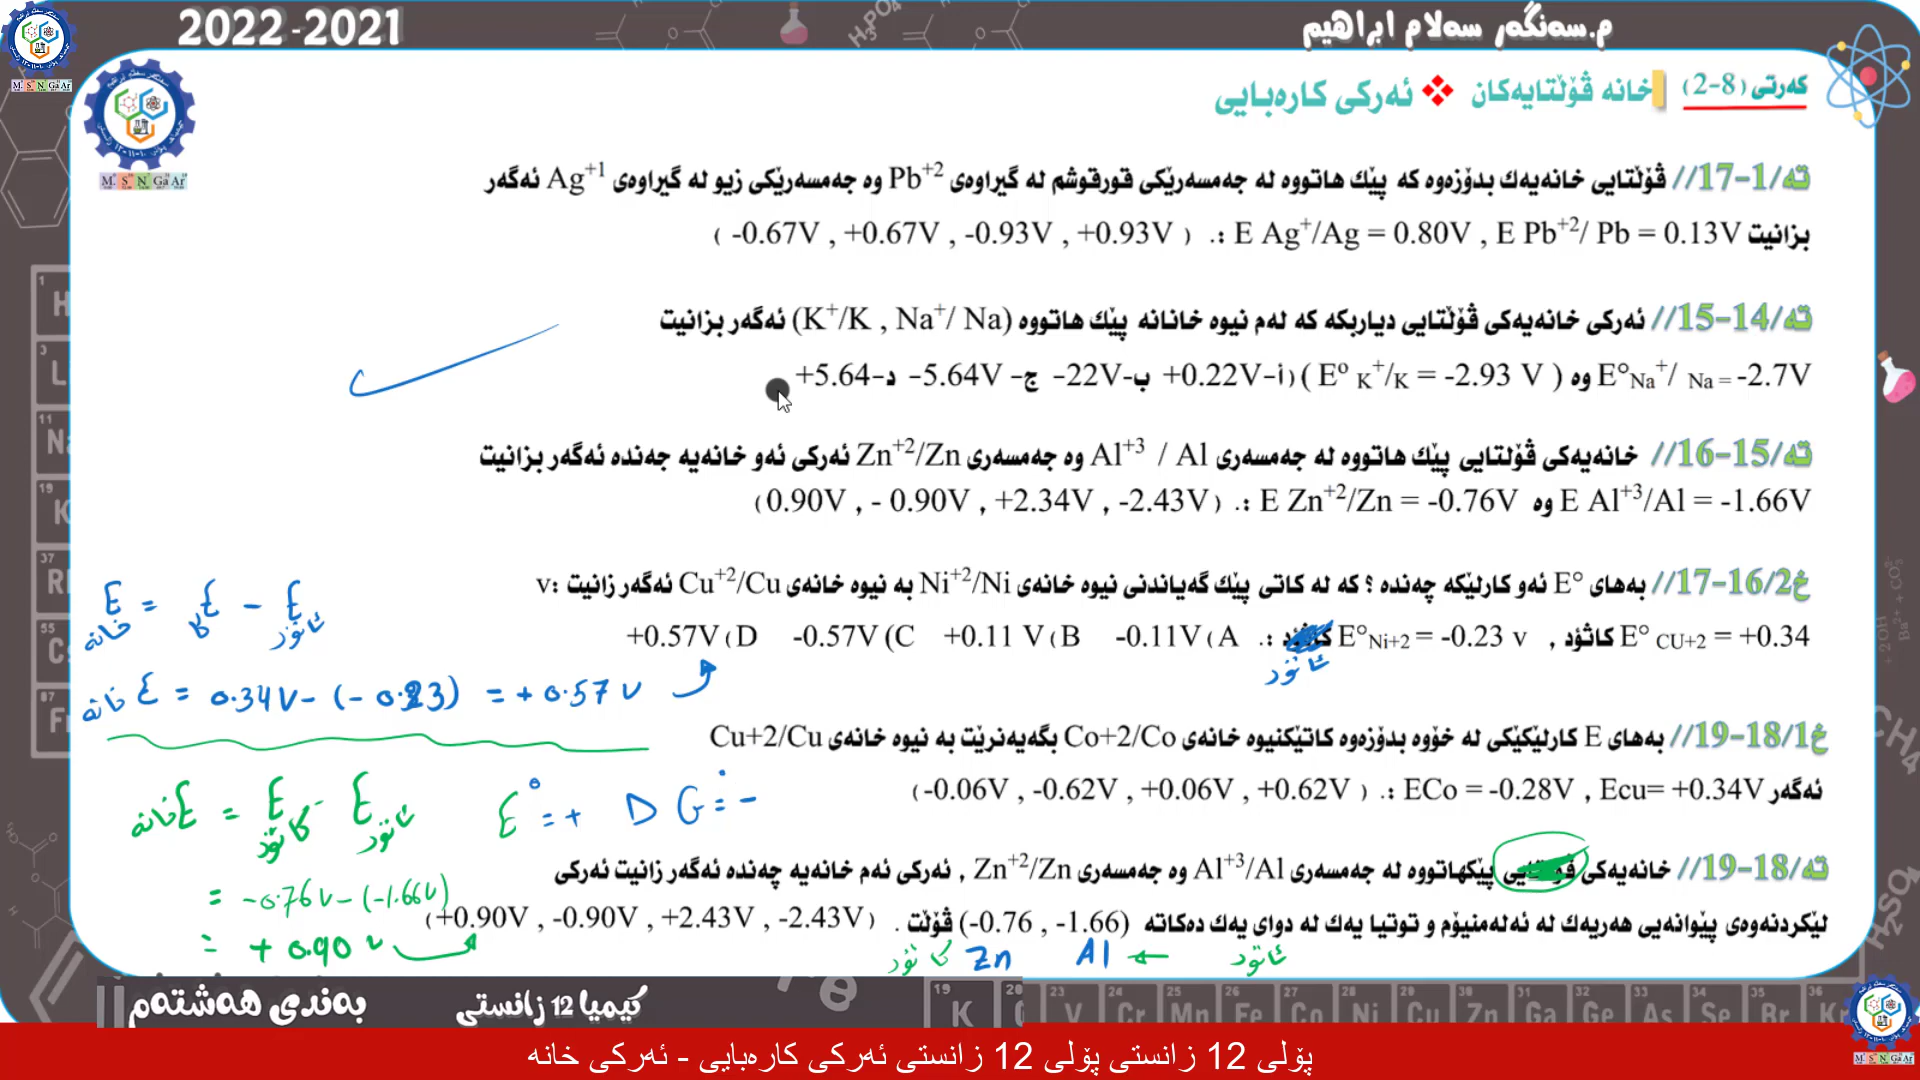 2022 -2021
م.سەنگەر سەلام ابراهیم
کەرتی (8-2) خانە ڤۆڵتایەکان ❖ ئەرکی کارەبایی
تە/1-17// ڤۆڵتایی خانەیەك بدۆزەوە کە پێك هاتووە لە جەمسەرێکی قورقوشم لە گیراوەی Pb+2 وە جەمسەرێکی زیو لە گیراوەی Ag+1 ئەگەر
بزانیت E Ag+/Ag = 0.80V , E Pb+2/ Pb = 0.13V :. ( -0.67V , +0.67V , -0.93V , +0.93V )
تە/14-15// ئەرکی خانەیەکی ڤۆڵتایی دیاربکە کە لەم نیوە خانانە پێك هاتووە (K+/K , Na+/ Na) ئەگەر بزانیت
E°Na+/ Na = -2.7V وە ( E° K+/K = -2.93 V ) (أ- +0.22V ب- -22V ج- -5.64V د- +5.64
تە/15-16// خانەیەکی ڤۆلتایی پێك هاتووە لە جەمسەری Al+3 / Al وە جەمسەری Zn+2/Zn ئەرکی ئەو خانەیە جەندە ئەگەر بزانیت
E Al+3/Al = -1.66V وە E Zn+2/Zn = -0.76V :. (0.90V , - 0.90V , +2.34V , -2.43V)
خ2/16-17// بەهای E° ئەو کارلێکە چەندە ؟ کە لە کاتی پێك گەیاندنی نیوە خانەی Ni+2/Ni بە نیوە خانەی Cu+2/Cu ئەگەر زانیت :v
E° CU+2 = +0.34 کاثۆد , E°Ni+2 = -0.23 v :. A) -0.11V B) +0.11 V C) -0.57V D) +0.57V
ئانۆد
E خانە = E کا - E ئانۆد
E خانە = 0.34V - (-0.23) = +0.57 V
خ1/18-19// بەهای E کارلێکێکی لە خۆوە بدۆزەوە کاتێکنیوە خانەی Co+2/Co بگەیەنرێت بە نیوە خانەی Cu+2/Cu
ئەگەر ECo = -0.28V , Ecu= +0.34V :. (-0.06V , -0.62V , +0.06V , +0.62V )
E خانە = E کاثۆد - E ئانۆد E° = + D G° = -
تە/18-19// خانەیەکی پێکهاتووە لە جەمسەری Al+3/Al وە جەمسەری Zn+2/Zn , ئەرکی ئەم خانەیە چەندە ئەگەر زانیت ئەرکی
لێکردنەوەی پێوانەیی هەریەك لە ئەلەمنیۆم و توتیا یەك لە دوای یەك دەکاتە (-0.76 , -1.66) ڤۆڵت . (+0.90V , -0.90V , +2.43V , -2.43V)
= -0.76V - (-1.66V)
= + 0.90 V
کاثۆد Zn Al ← ئانۆد
بەندی هەشتەم
کیمیا 12 زانستی
پۆلی 12 زانستی پۆلی 12 زانستی ئەرکی کارەبایی - ئەرکی خانە